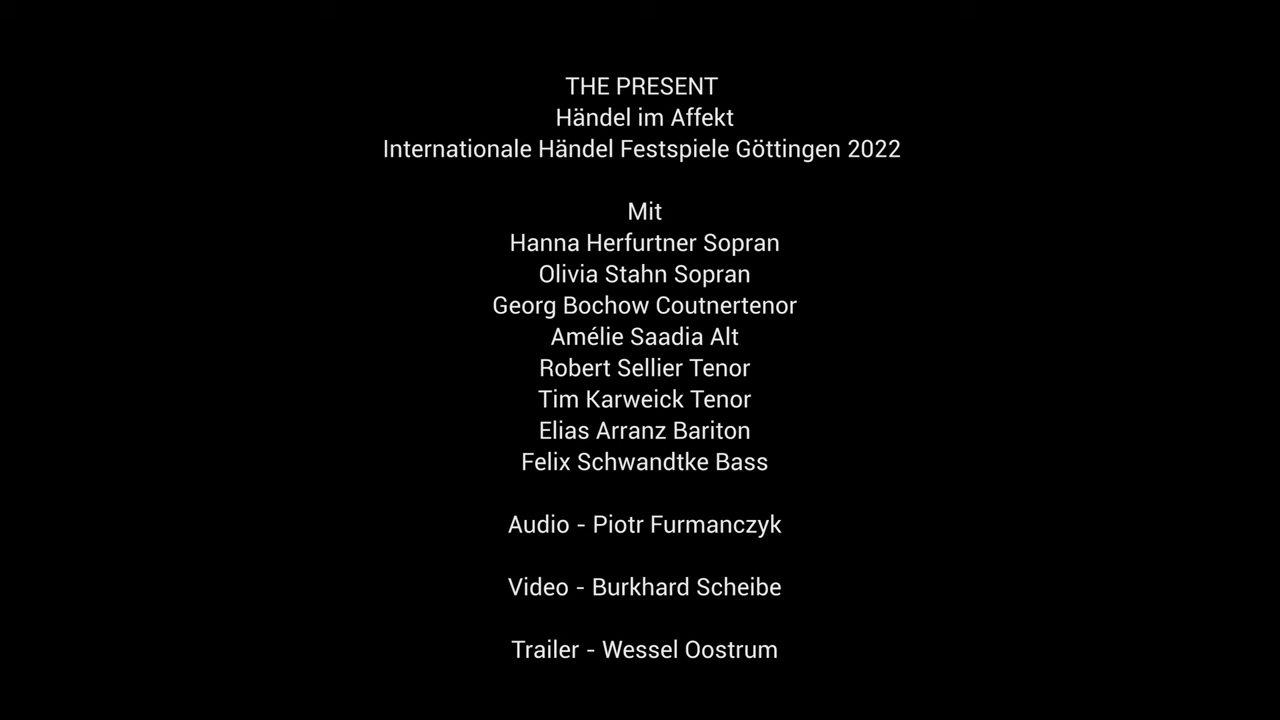 THE PRESENT
Händel im Affekt
Internationale Händel Festspiele Göttingen 2022
Mit
Hanna Herfurtner Sopran
Olivia Stahn Sopran
Georg Bochow Coutnertenor
Amélie Saadia Alt
Robert Sellier Tenor
Tim Karweick Tenor
Elias Arranz Bariton
Felix Schwandtke Bass
Audio - Piotr Furmanczyk
Video - Burkhard Scheibe
Trailer - Wessel Oostrum